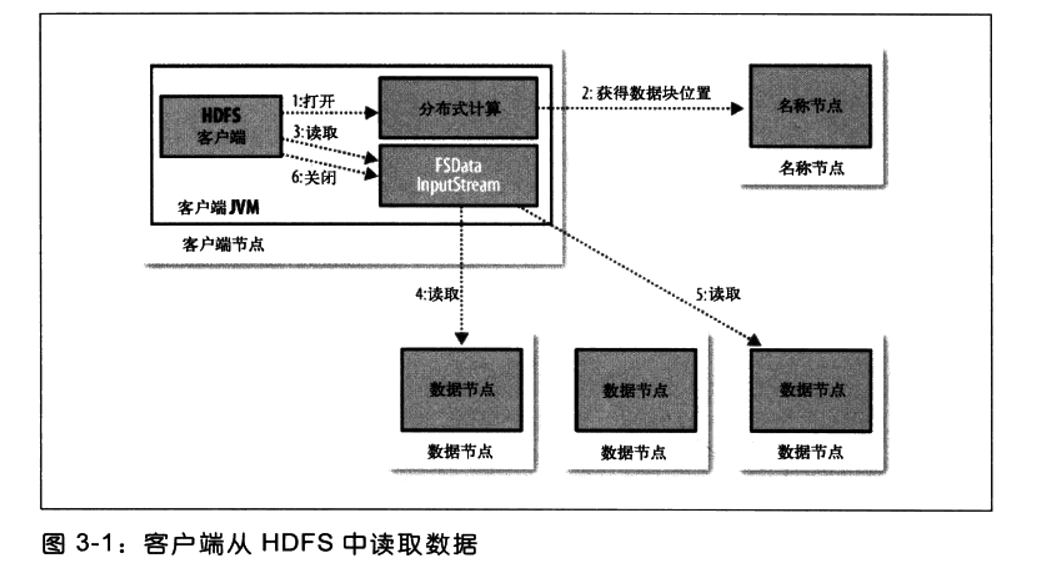 1:打开
分布式计算
2: 获得数据块位置
名称节点
HDFS
客户端
3:读取
FSData
InputStream
名称节点
6:关闭
客户端 JVM
客户端节点
4:读取
5:读取
数据节点
数据节点
数据节点
数据节点
数据节点
数据节点
图 3-1：客户端从 HDFS 中读取数据